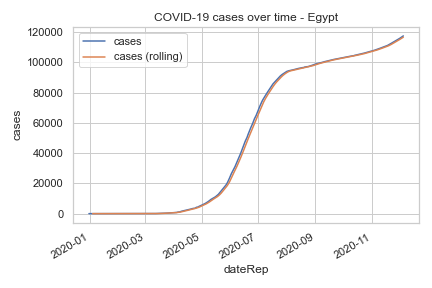 COVID-19 cases over time - Egypt
cases
cases (rolling)
120000
100000
80000
60000
40000
20000
0
cases
2020-01
2020-03
2020-05
2020-07
2020-09
2020-11
dateRep